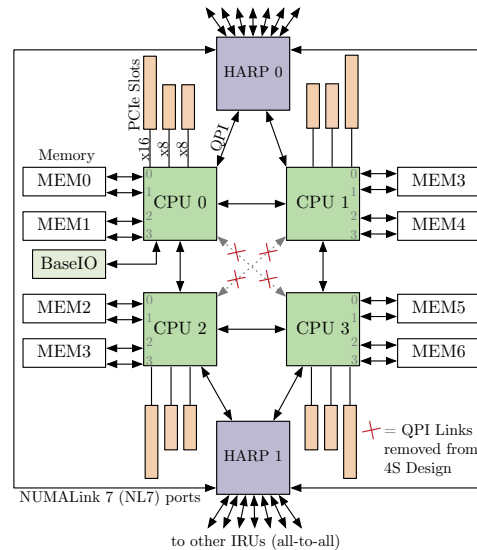 HARP 0
PCIe Slots
QPI
x16
x8
x8
Memory
MEM0
0
1
CPU 0
CPU 1
0
1
MEM3
MEM1
2
3
2
3
MEM4
BaseIO
MEM2
0
1
CPU 2
CPU 3
0
1
MEM5
MEM3
2
3
2
3
MEM6
= QPI Links
removed from
4S Design
HARP 1
NUMALink 7 (NL7) ports
to other IRUs (all-to-all)